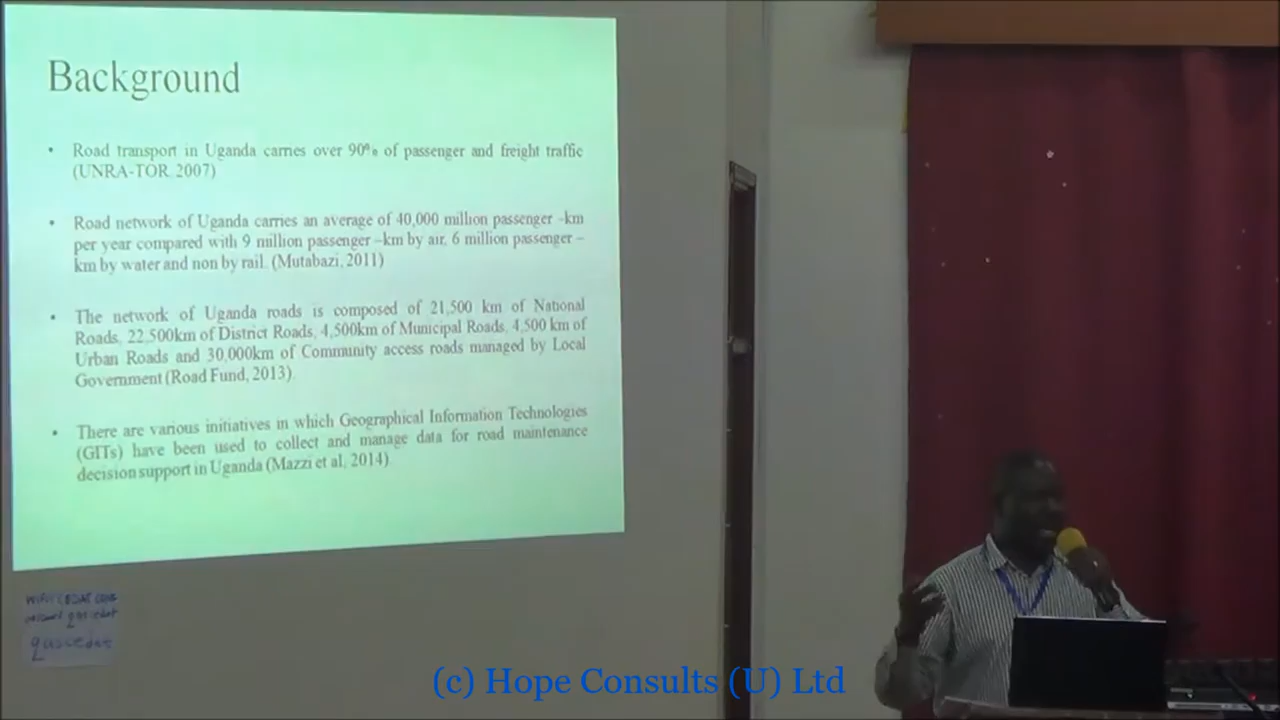 Background
• Road transport in Uganda carries over 90% of passenger and freight traffic
(UNRA-TOR 2007)
• Road network of Uganda carries an average of 40,000 million passenger -km
per year compared with 9 million passenger –km by air, 6 million passenger –
km by water and non by rail. (Mutabazi, 2011)
• The network of Uganda roads is composed of 21,500 km of National
Roads, 22,500km of District Roads, 4,500km of Municipal Roads, 4,500 km of
Urban Roads and 30,000km of Community access roads managed by Local
Government (Road Fund, 2013).
• There are various initiatives in which Geographical Information Technologies
(GITs) have been used to collect and manage data for road maintenance
decision support in Uganda (Mazzi et al, 2014)
(c) Hope Consults (U) Ltd